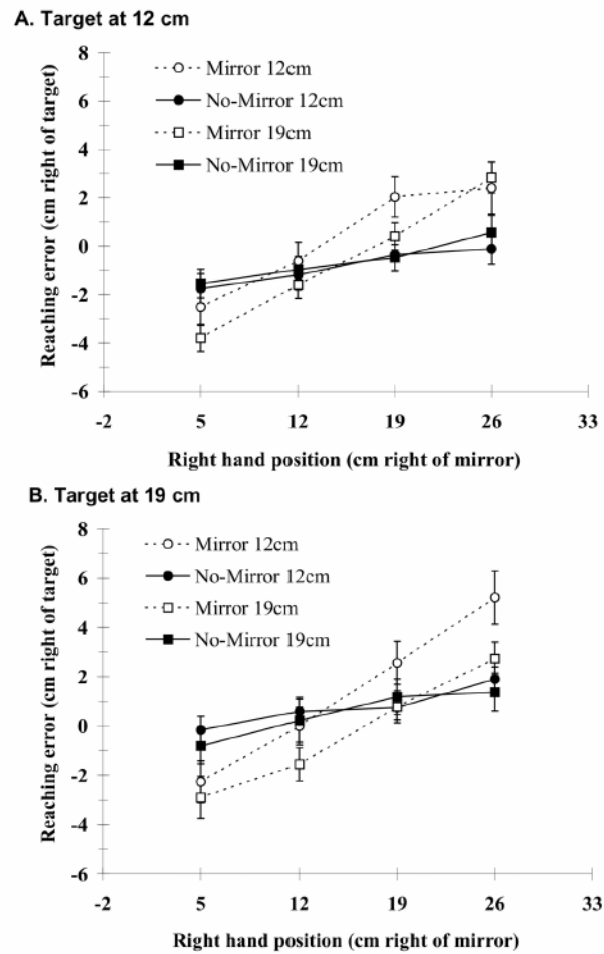 A. Target at 12 cm
8
6
4
2
0
-2
-4
-6
Reaching error (cm right of target)
Mirror 12cm
No-Mirror 12cm
Mirror 19cm
No-Mirror 19cm
-2 5 12 19 26 33
Right hand position (cm right of mirror)
B. Target at 19 cm
8
6
4
2
0
-2
-4
-6
Reaching error (cm right of target)
Mirror 12cm
No-Mirror 12cm
Mirror 19cm
No-Mirror 19cm
-2 5 12 19 26 33
Right hand position (cm right of mirror)